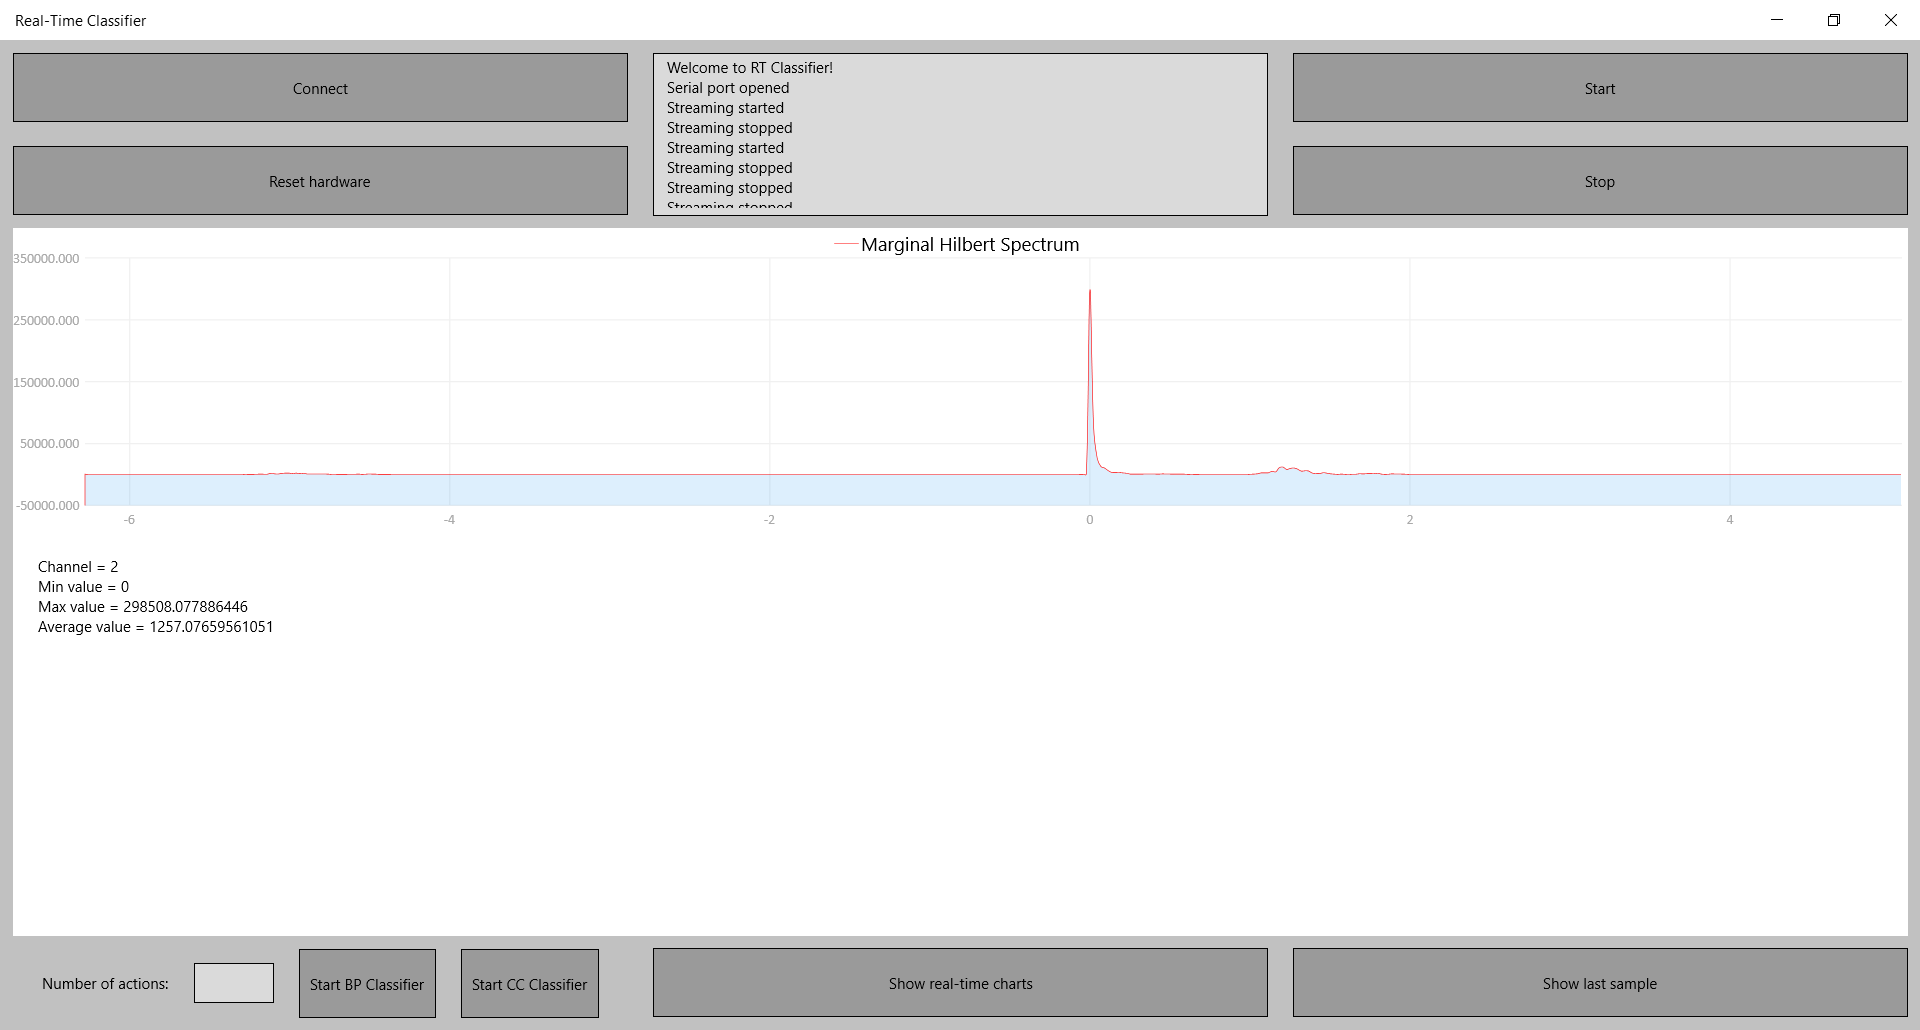 Real-Time Classifier
Connect
Reset hardware
Welcome to RT Classifier!
Serial port opened
Streaming started
Streaming stopped
Streaming started
Streaming stopped
Streaming stopped
Streaming stopped
Start
Stop
Marginal Hilbert Spectrum
350000.000
250000.000
150000.000
50000.000
-50000.000
-6 -4 -2 0 2 4
Channel = 2
Min value = 0
Max value = 298508.077886446
Average value = 1257.07659561051
Number of actions:
Start BP Classifier
Start CC Classifier
Show real-time charts
Show last sample